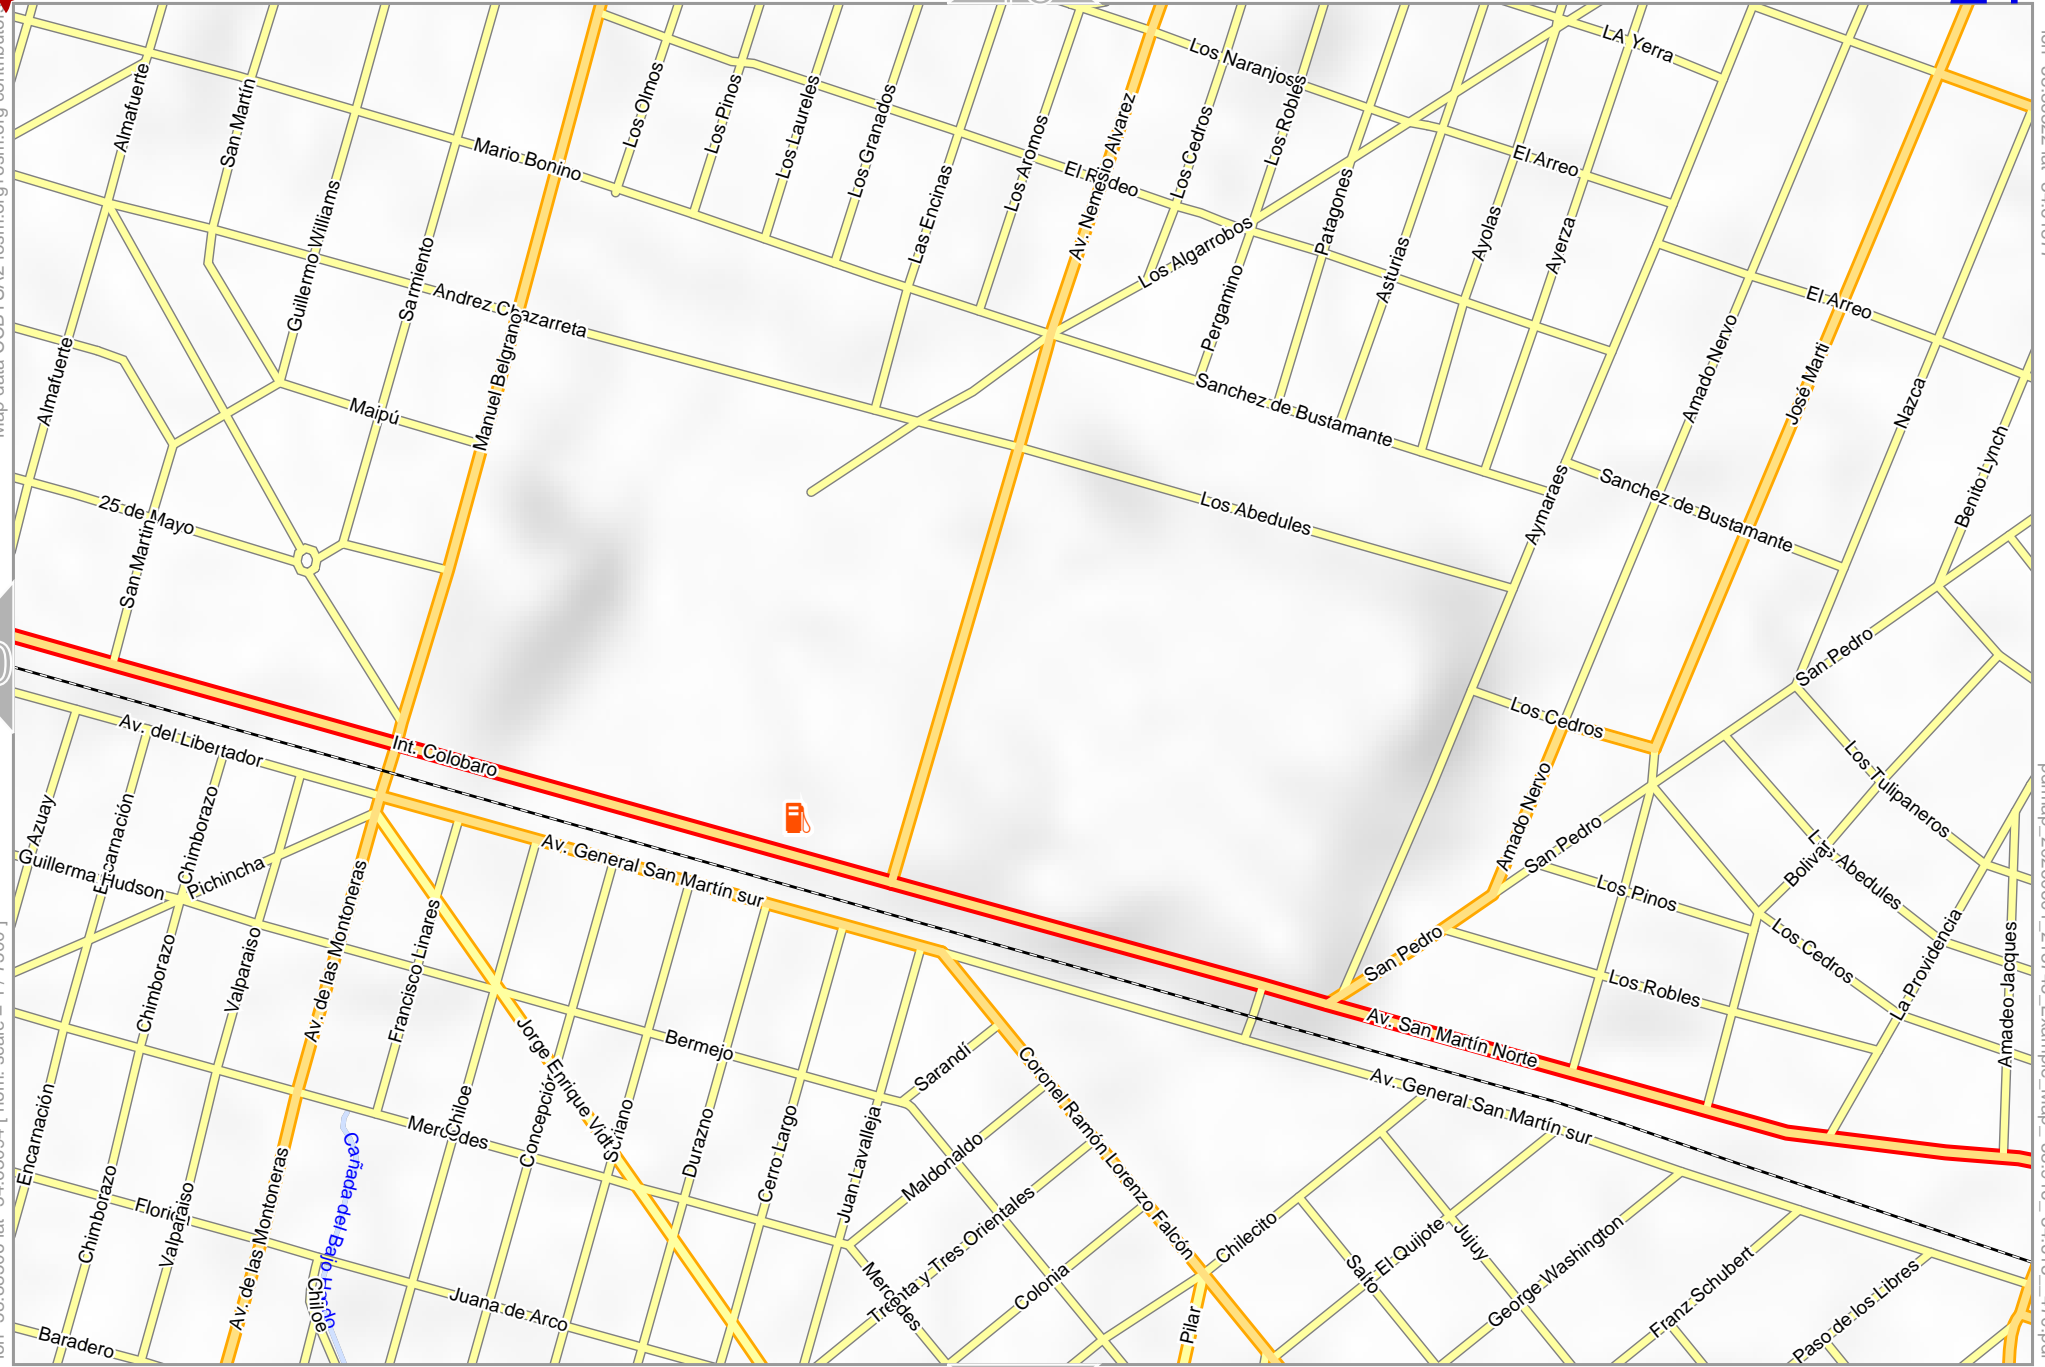 LA Yerra
Los Naranjos
Almafuerte
San Martín
Los Olmos
Los Pinos
Los Laureles
Los Granados
Los Aromos
Av. Nemesio Alvarez
Los Cedros
Los Robles
El Arreo
Mario Bonino
El Rodeo
Las Encinas
Guillermo Williams
Sarmiento
Patagones
Asturias
Ayolas
Ayerza
Los Algarrobos
Andrez Chazarreta
Pergamino
El Arreo
Almafuerte
Manuel Belgrano
Maipú
Sanchez de Bustamante
Amado Nervo
José Marti
Nazca
Benito Lynch
25 de Mayo
San Martín
Los Abedules
Aymaraes
Sanchez de Bustamante
San Pedro
Los Cedros
Av. del Libertador
Int. Colobaro
Los Tulipaneros
Azuay
Encarnación
Chimborazo
Guillerma Hudson
Pichincha
Av. General San Martín sur
Amado Nervo
San Pedro
Los Abedules
Bolivar
Los Pinos
Av. de las Montoneras
Francisco Linares
Chimborazo
Valparaiso
San Pedro
Los Cedros
La Providencia
Amadeo Jacques
Los Robles
Av. San Martín Norte
Jorge Enrique Vidt
Bermejo
Sarandí
Coronel Ramón Lorenzo Falcón
Av. General San Martín sur
Encarnación
Mercedes
Chiloe
Concepción
Durazno
Cerro Largo
Juan Lavalleja
Maldonaldo
Cañada del Bajo Hondo
Florida
Chimborazo
Valparaiso
Av. de las Montoneras
Treinta y Tres Orientales
Chilecito
El Quijote
Jujuy
George Washington
Juana de Arco
Chiloe
Mercedes
Colonia
Salto
Franz Schubert
Paso de los Libres
Pilar
Baradero